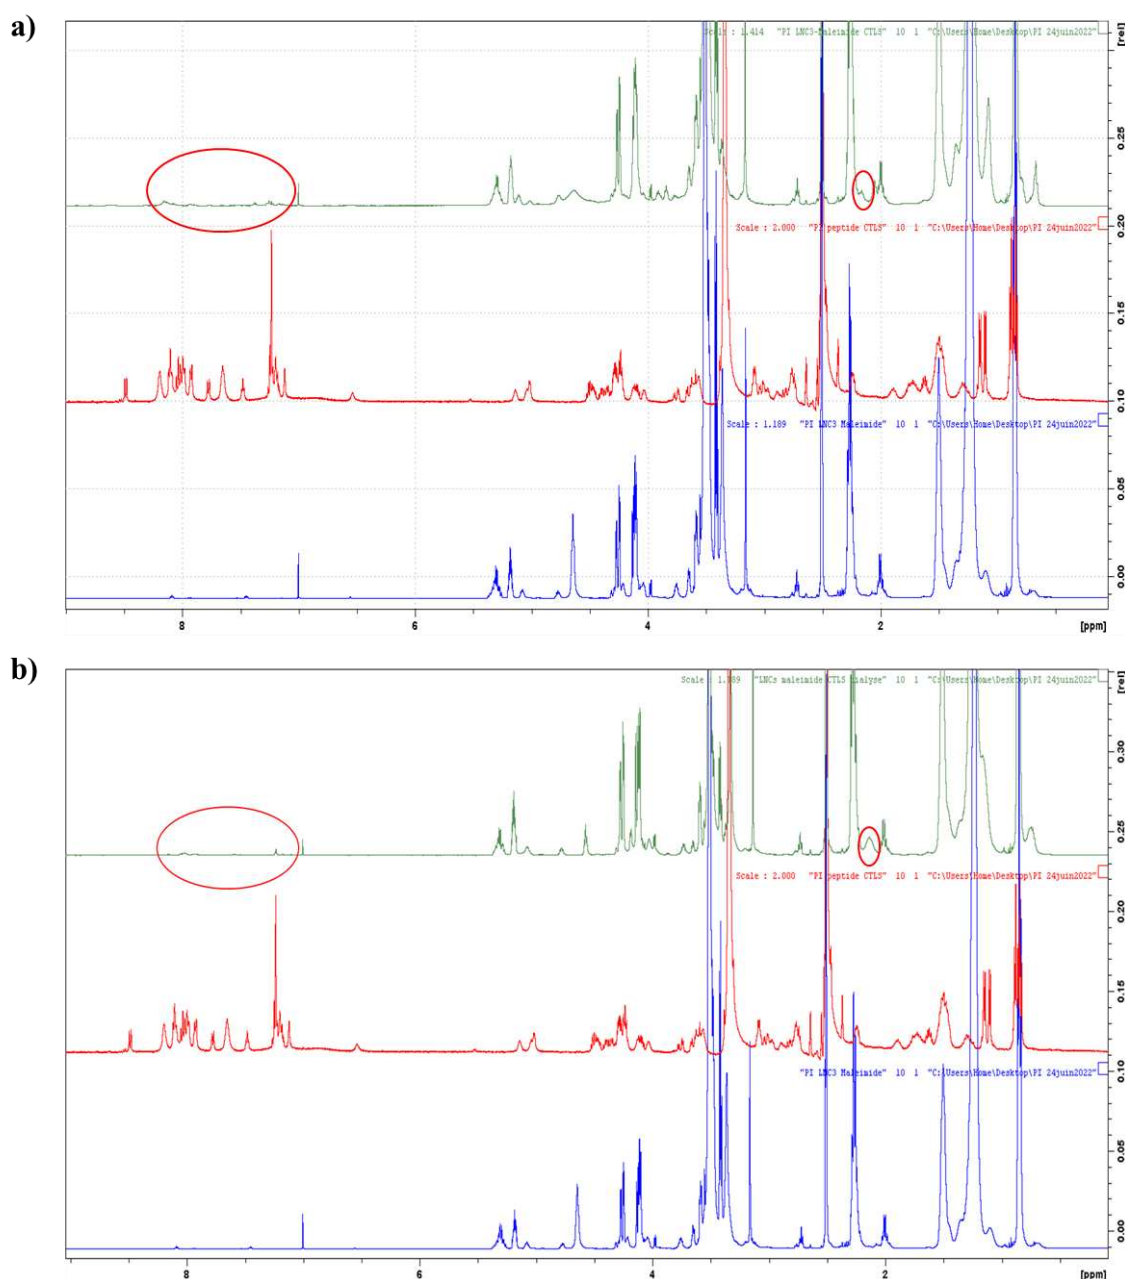 a)
Scale : 1.414 "PI LNC3-Maleimide CTLS" 10 1 "C:\Users\Home\Desktop\PI 24juin2022"
[rel]
0.25
0.20
Scale : 2.000 "PI peptide CTLS" 10 1 "C:\Users\Home\Desktop\PI 24juin2022"
0.15
0.10
Scale : 1.189 "PI LNC3 Maleimide" 10 1 "C:\Users\Home\Desktop\PI 24juin2022"
0.05
0.00
8 6 4 2 [ppm]
b)
Scale : 1.189 "LNCs maleimide CTLS dialyse" 10 1 "C:\Users\Home\Desktop\PI 24juin2022"
[rel]
0.30
0.25
Scale : 2.000 "PI peptide CTLS" 10 1 "C:\Users\Home\Desktop\PI 24juin2022"
0.20
0.15
0.10
"PI LNC3 Maleimide" 10 1 "C:\Users\Home\Desktop\PI 24juin2022"
0.05
0.00
8 6 4 2 [ppm]